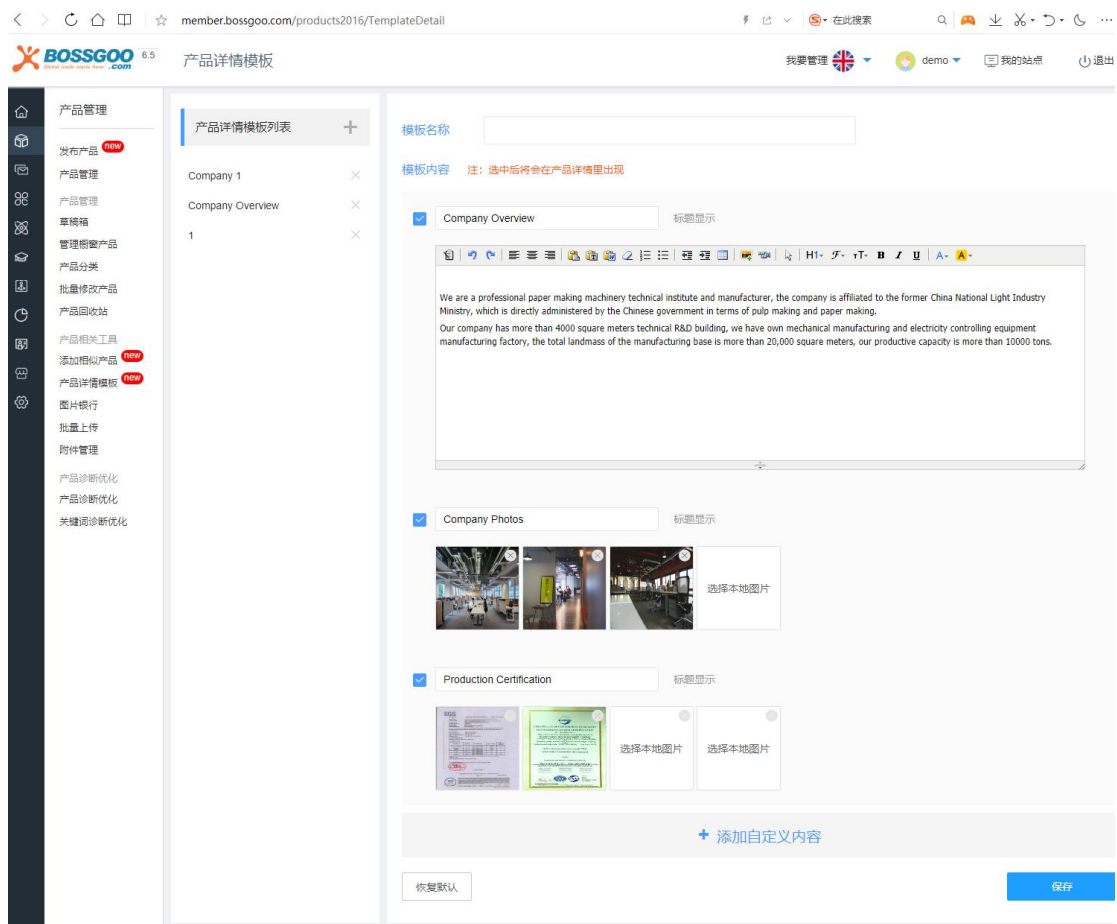 member.bossgoo.com/products2016/TemplateDetail
在此搜索
BOSSGOO
.com
6.5
产品详情模板
我要管理
demo
我的站点
退出
产品管理
发布产品 new
产品管理
产品管理
草稿箱
管理橱窗产品
产品分类
批量修改产品
产品回收站
产品相关工具
添加相似产品 new
产品详情模板 new
图片银行
批量上传
附件管理
产品诊断优化
产品诊断优化
关键词诊断优化
产品详情模板列表
Company 1
Company Overview
1
模板名称
模板内容 注：选中后将会在产品详情里出现
Company Overview 标题显示
H1 F тT B I U A A
We are a professional paper making machinery technical institute and manufacturer, the company is affiliated to the former China National Light Industry
Ministry, which is directly administered by the Chinese government in terms of pulp making and paper making.
Our company has more than 4000 square meters technical R&D building, we have own mechanical manufacturing and electricity controlling equipment
manufacturing factory, the total landmass of the manufacturing base is more than 20,000 square meters, our productive capacity is more than 10000 tons.
Company Photos 标题显示
选择本地图片
Production Certification 标题显示
选择本地图片 选择本地图片
+ 添加自定义内容
恢复默认
保存